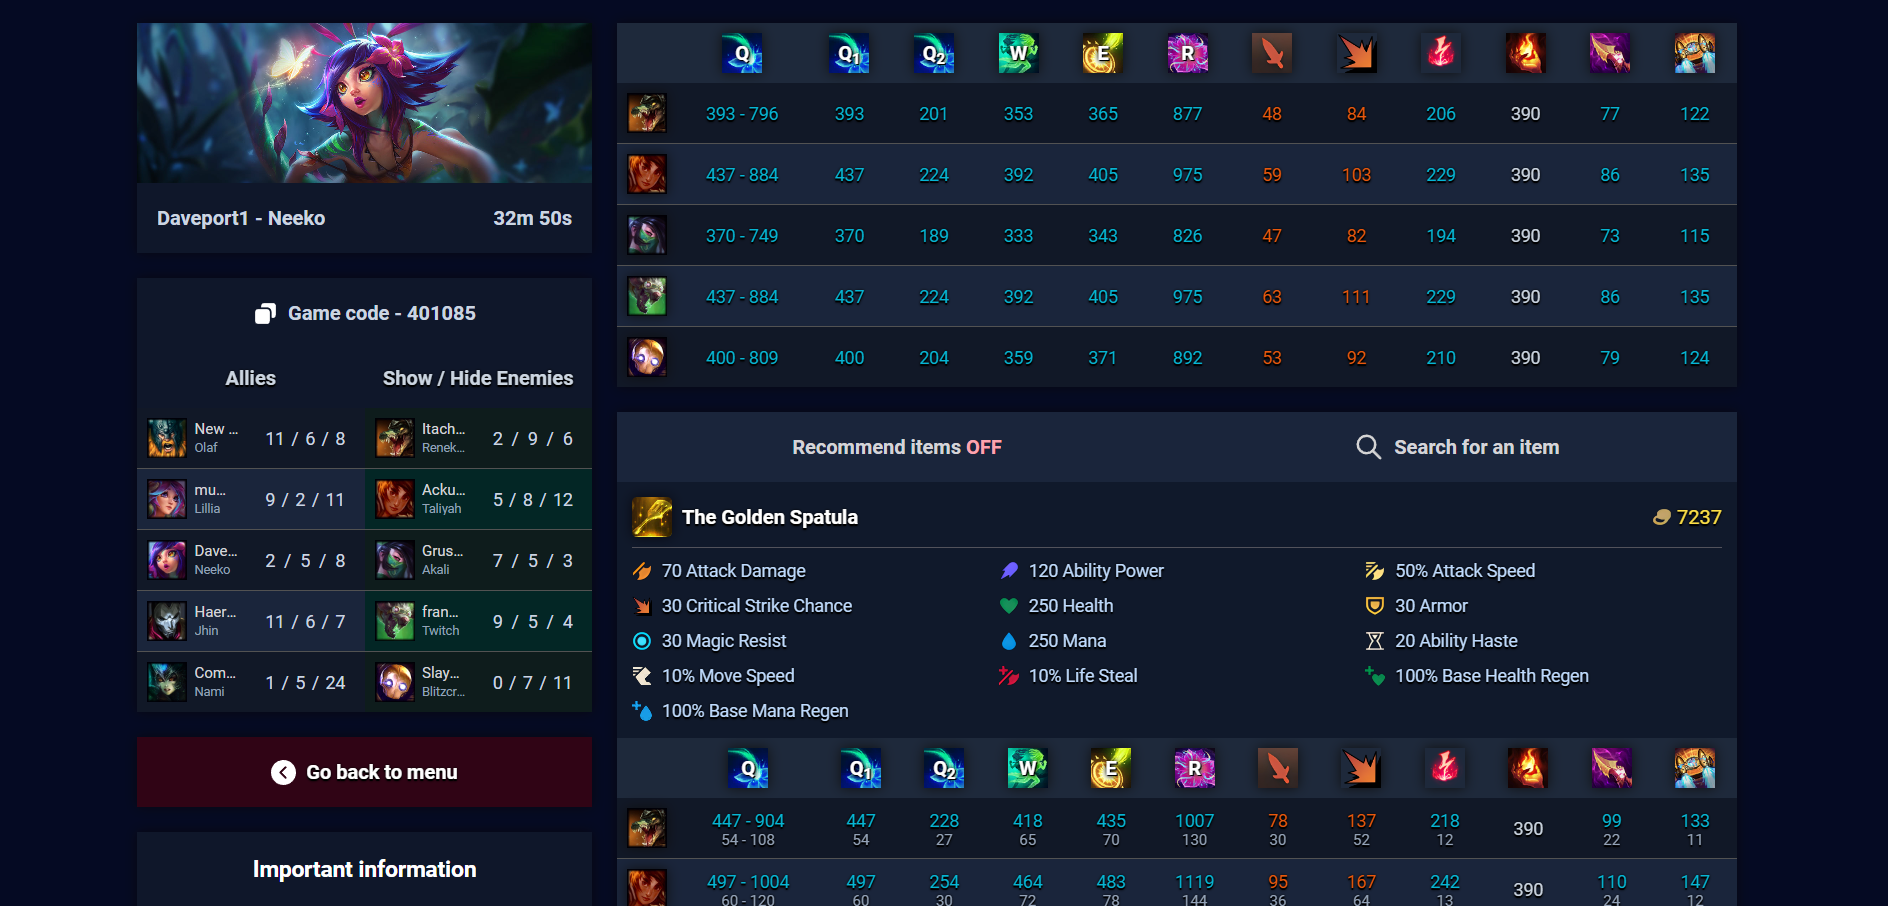 Daveport1 - Neeko 32m 50s
Game code - 401085
Allies Show / Hide Enemies
New ... Olaf 11 / 6 / 8 Itach... Renek... 2 / 9 / 6
mu... Lillia 9 / 2 / 11 Acku... Taliyah 5 / 8 / 12
Dave... Neeko 2 / 5 / 8 Grus... Akali 7 / 5 / 3
Haer... Jhin 11 / 6 / 7 fran... Twitch 9 / 5 / 4
Com... Nami 1 / 5 / 24 Slay... Blitzcr... 0 / 7 / 11
Go back to menu
Important information
Q Q1 Q2 W E R
393 - 796 393 201 353 365 877 48 84 206 390 77 122
437 - 884 437 224 392 405 975 59 103 229 390 86 135
370 - 749 370 189 333 343 826 47 82 194 390 73 115
437 - 884 437 224 392 405 975 63 111 229 390 86 135
400 - 809 400 204 359 371 892 53 92 210 390 79 124
Recommend items OFF Search for an item
The Golden Spatula 7237
70 Attack Damage 120 Ability Power 50% Attack Speed
30 Critical Strike Chance 250 Health 30 Armor
30 Magic Resist 250 Mana 20 Ability Haste
10% Move Speed 10% Life Steal 100% Base Health Regen
100% Base Mana Regen
Q Q1 Q2 W E R
447 - 904 447 228 418 435 1007 78 137 218 390 99 133
54 - 108 54 27 65 70 130 30 52 12 22 11
497 - 1004 497 254 464 483 1119 95 167 242 390 110 147
60 - 120 60 30 72 78 144 36 64 13 24 12